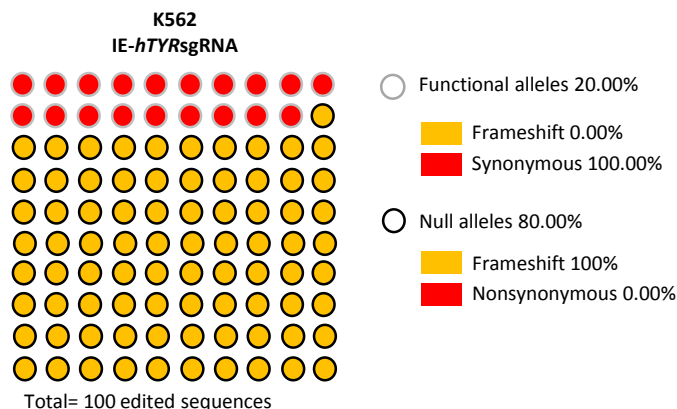 K562
IE-hTYRsgRNA
Functional alleles 20.00%
Frameshift 0.00%
Synonymous 100.00%
Null alleles 80.00%
Frameshift 100%
Nonsynonymous 0.00%
Total= 100 edited sequences